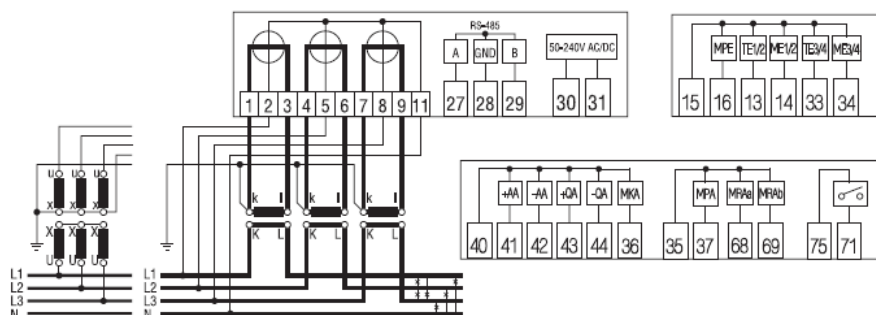 RS-485
A GND B
50-240V AC/DC
1 2 3 4 5 6 7 8 9 11
27 28 29
30 31
MPE TE1/2 ME1/2 TE3/4 ME3/4
15 16 13 14 33 34
+AA -AA +QA -QA MKA
40 41 42 43 44 36
MPA MRAa MRAb
35 37 68 69
75 71
u u u
x x x
X X X
U U U
k l k l k l
K L K L K L
L1
L2
L3
N
L1
L2
L3
N